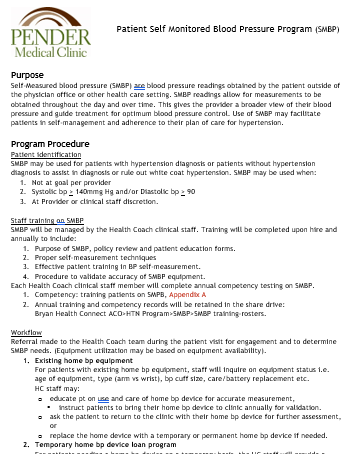 PENDER
Medical Clinic
Patient Self Monitored Blood Pressure Program (SMBP)
Purpose
Self-Measured blood pressure (SMBP) are blood pressure readings obtained by the patient outside of
the physician office or other health care setting. SMBP readings allow for measurements to be
obtained throughout the day and over time. This gives the provider a broader view of their blood
pressure and guide treatment for optimum blood pressure control. Use of SMBP may facilitate
patients in self-management and adherence to their plan of care for hypertension.
Program Procedure
Patient Identification
SMBP may be used for patients with hypertension diagnosis or patients without hypertension
diagnosis to assist in diagnosis or rule out white coat hypertension. SMBP may be used when:
1. Not at goal per provider
2. Systolic bp > 140mmg Hg and/or Diastolic bp > 90
3. At Provider or clinical staff discretion.
Staff training on SMBP
SMBP will be managed by the Health Coach clinical staff. Training will be completed upon hire and
annually to include:
1. Purpose of SMBP, policy review and patient education forms.
2. Proper self-measurement techniques
3. Effective patient training in BP self-measurement.
4. Procedure to validate accuracy of SMBP equipment.
Each Health Coach clinical staff member will complete annual competency testing on SMBP.
1. Competency: training patients on SMPB, Appendix A
2. Annual training and competency records will be retained in the share drive:
Bryan Health Connect ACO>HTN Program>SMBP>SMBP training-rosters.
Workflow
Referral made to the Health Coach team during the patient visit for engagement and to determine
SMBP needs. (Equipment utilization may be based on equipment availability).
1. Existing home bp equipment
For patients with existing home bp equipment, staff will inquire on equipment status i.e.
age of equipment, type (arm vs wrist), bp cuff size, care/battery replacement etc.
HC staff may:
o educate pt on use and care of home bp device for accurate measurement,
▪ Instruct patients to bring their home bp device to clinic annually for validation.
o ask the patient to return to the clinic with their home bp device for further assessment,
or
o replace the home device with a temporary or permanent home bp device if needed.
2. Temporary home bp device loan program